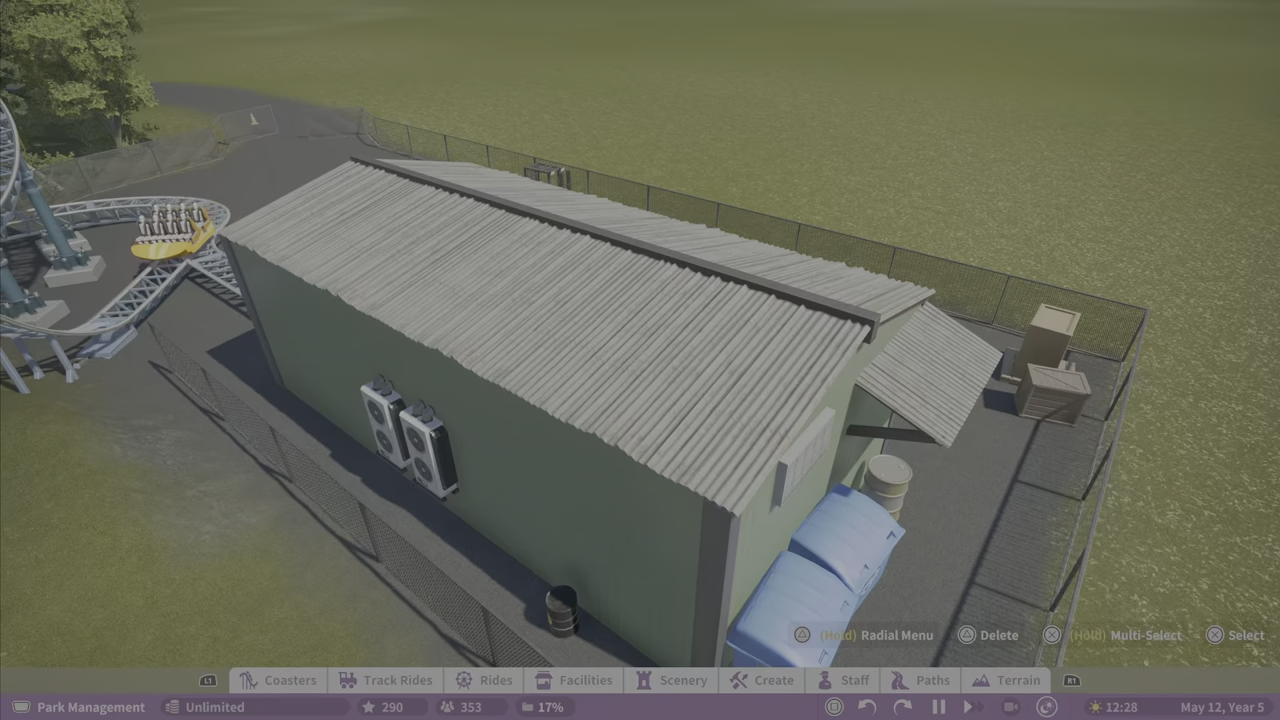 (Hold) Radial Menu Delete (Hold) Multi-Select Select
L1 Coasters Track Rides Rides Facilities Scenery Create Staff Paths Terrain R1
Park Management Unlimited 290 353 17% 12:28 May 12, Year 5